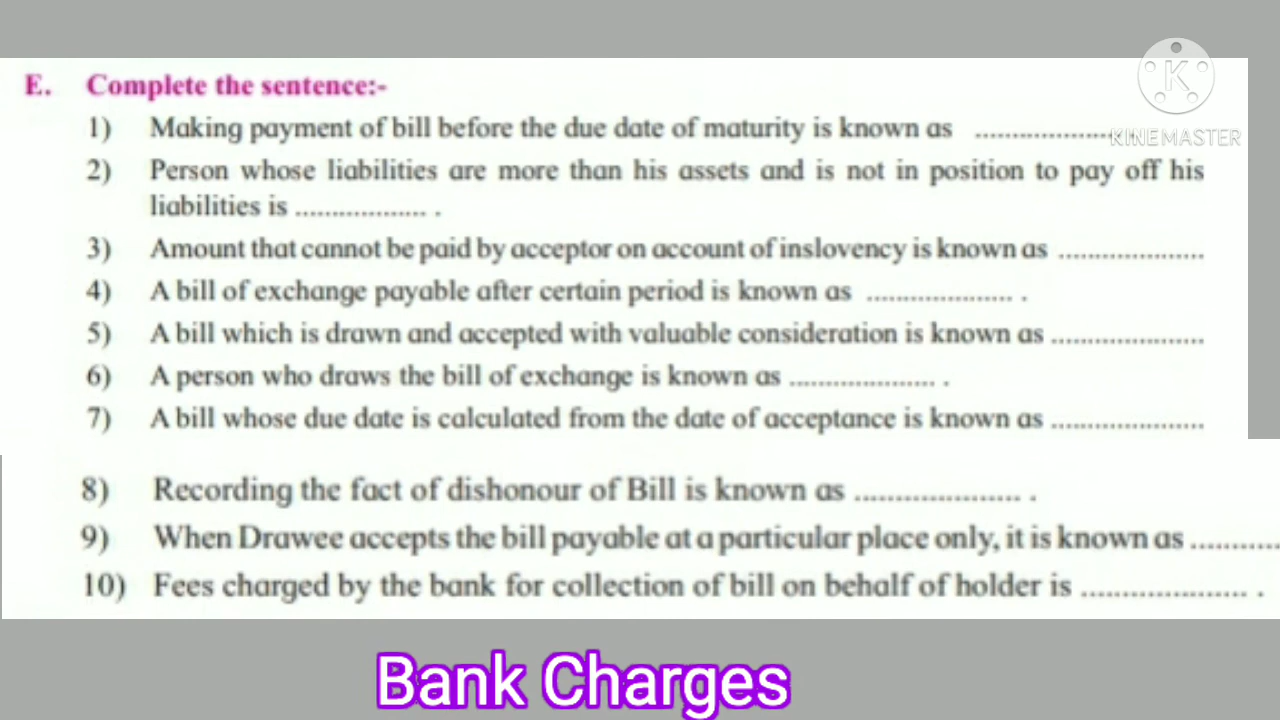 E. Complete the sentence:-
1) Making payment of bill before the due date of maturity is known as ......................
KINEMASTER
2) Person whose liabilities are more than his assets and is not in position to pay off his
liabilities is .................. .
3) Amount that cannot be paid by acceptor on account of inslovency is known as ....................
4) A bill of exchange payable after certain period is known as .................... .
5) A bill which is drawn and accepted with valuable consideration is known as .....................
6) A person who draws the bill of exchange is known as .................... .
7) A bill whose due date is calculated from the date of acceptance is known as .....................
8) Recording the fact of dishonour of Bill is known as .................... .
9) When Drawee accepts the bill payable at a particular place only, it is known as ...........
10) Fees charged by the bank for collection of bill on behalf of holder is .................... .
Bank Charges